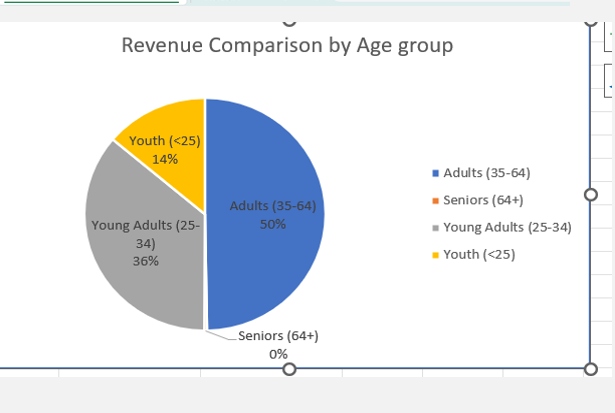 Revenue Comparison by Age group
Youth (<25)
14%
Adults (35-64)
50%
Young Adults (25-
34)
36%
Seniors (64+)
0%
Adults (35-64)
Seniors (64+)
Young Adults (25-34)
Youth (<25)